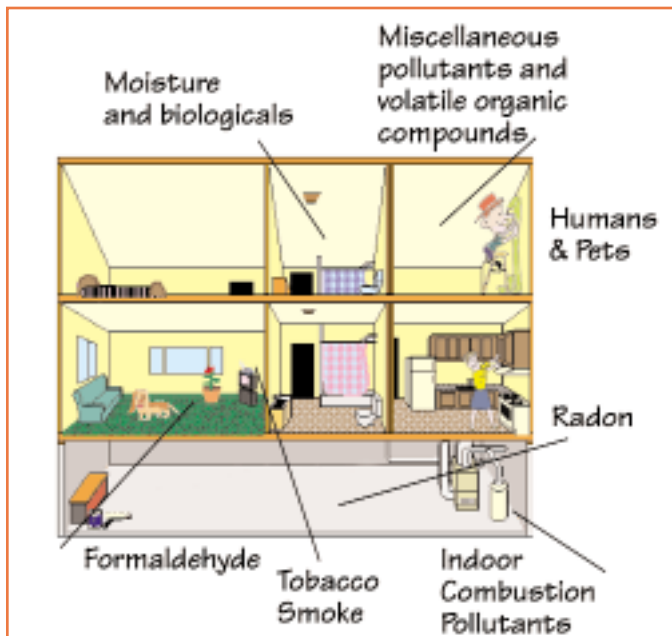 Moisture
and biologicals
Miscellaneous
pollutants and
volatile organic
compounds
Humans
& Pets
Radon
Formaldehyde
Tobacco
Smoke
Indoor
Combustion
Pollutants